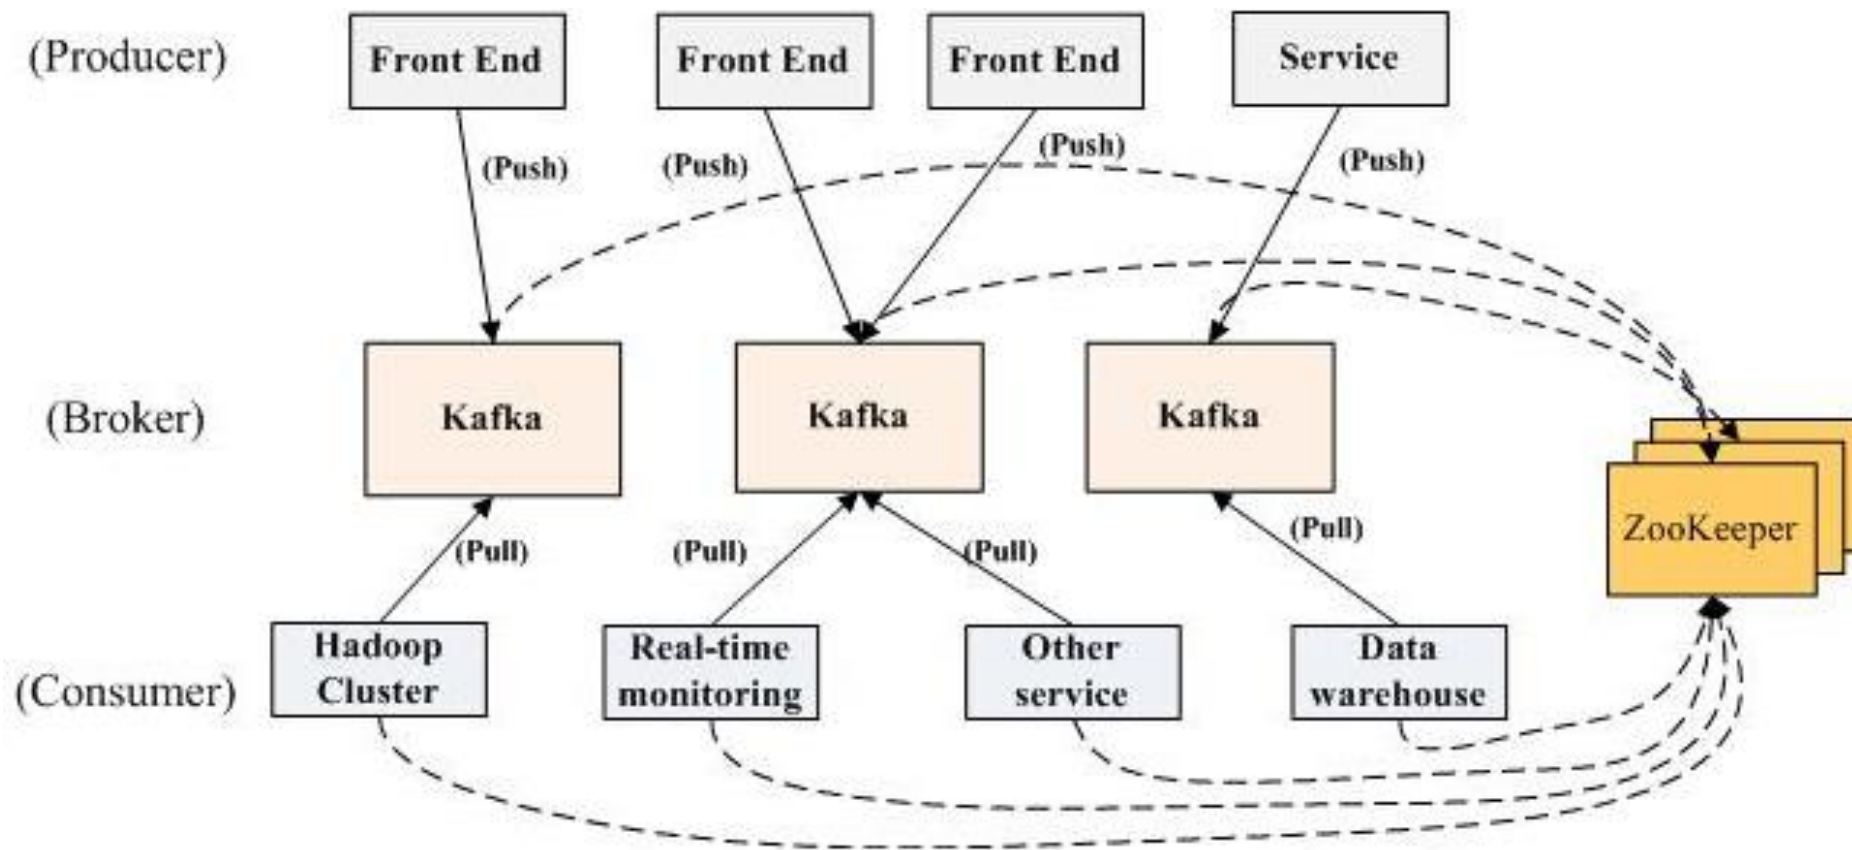 (Producer)
Front End
Front End
Front End
Service
(Push)
(Push)
(Push)
(Push)
(Broker)
Kafka
Kafka
Kafka
ZooKeeper
(Pull)
(Pull)
(Pull)
(Pull)
(Consumer)
Hadoop
Cluster
Real-time
monitoring
Other
service
Data
warehouse